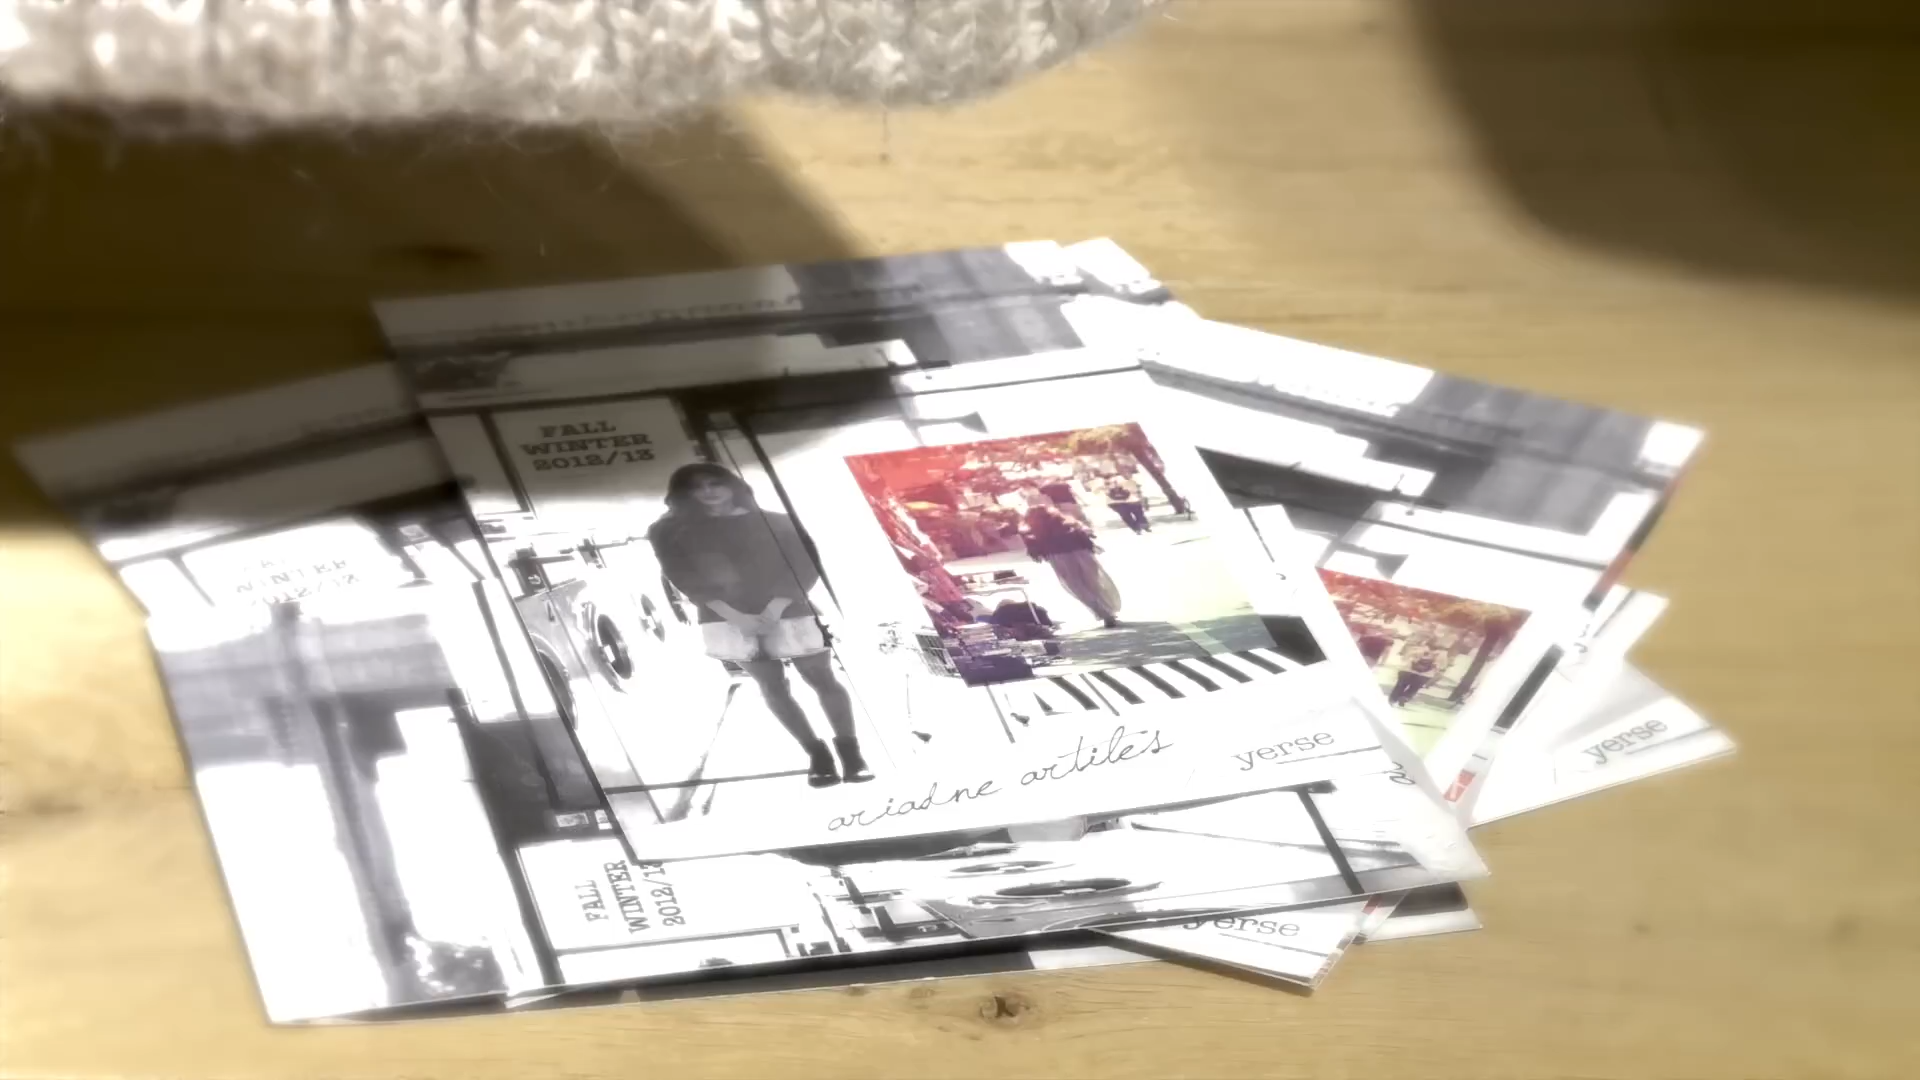 FALL
WINTER
2012/13
ariadne artiles
yerse
WINTER
2012/13
yerse
FALL
WINTER
2012/13
yerse